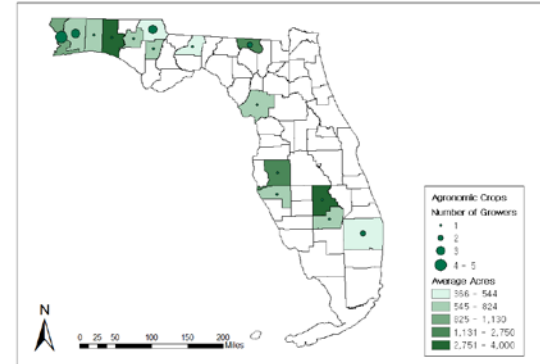 Agronomic Crops
Number of Growers
1
2
3
4 - 5
Average Acres
366 - 544
545 - 824
825 - 1,130
1,131 - 2,750
2,751 - 4,000
N
0 25 50 100 150 200
Miles